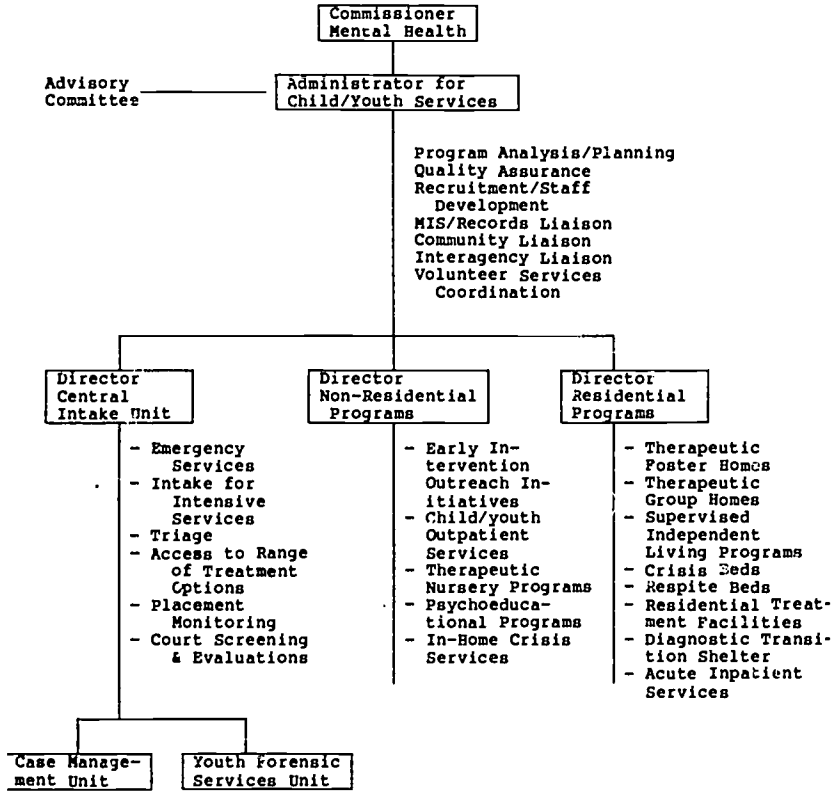 Commissioner
Mental Health
Advisory
Committee
Administrator for
Child/Youth Services
Program Analysis/Planning
Quality Assurance
Recruitment/Staff
Development
MIS/Records Liaison
Community Liaison
Interagency Liaison
Volunteer Services
Coordination
Director
Central
Intake Unit
- Emergency
Services
- Intake for
Intensive
Services
- Triage
- Access to Range
of Treatment
Options
- Placement
Monitoring
- Court Screening
& Evaluations
Director
Non-Residential
Programs
- Early In-
tervention
Outreach In-
itiatives
- Child/youth
Outpatient
Services
- Therapeutic
Nursery Programs
- Psychoeduca-
tional Programs
- In-Home Crisis
Services
Director
Residential
Programs
- Therapeutic
Foster Homes
- Therapeutic
Group Homes
- Supervised
Independent
Living Programs
- Crisis Beds
- Respite Beds
- Residential Treat-
ment Facilities
- Diagnostic Transi-
tion Shelter
- Acute Inpatient
Services
Case Manage-
ment Unit
Youth Forensic
Services Unit